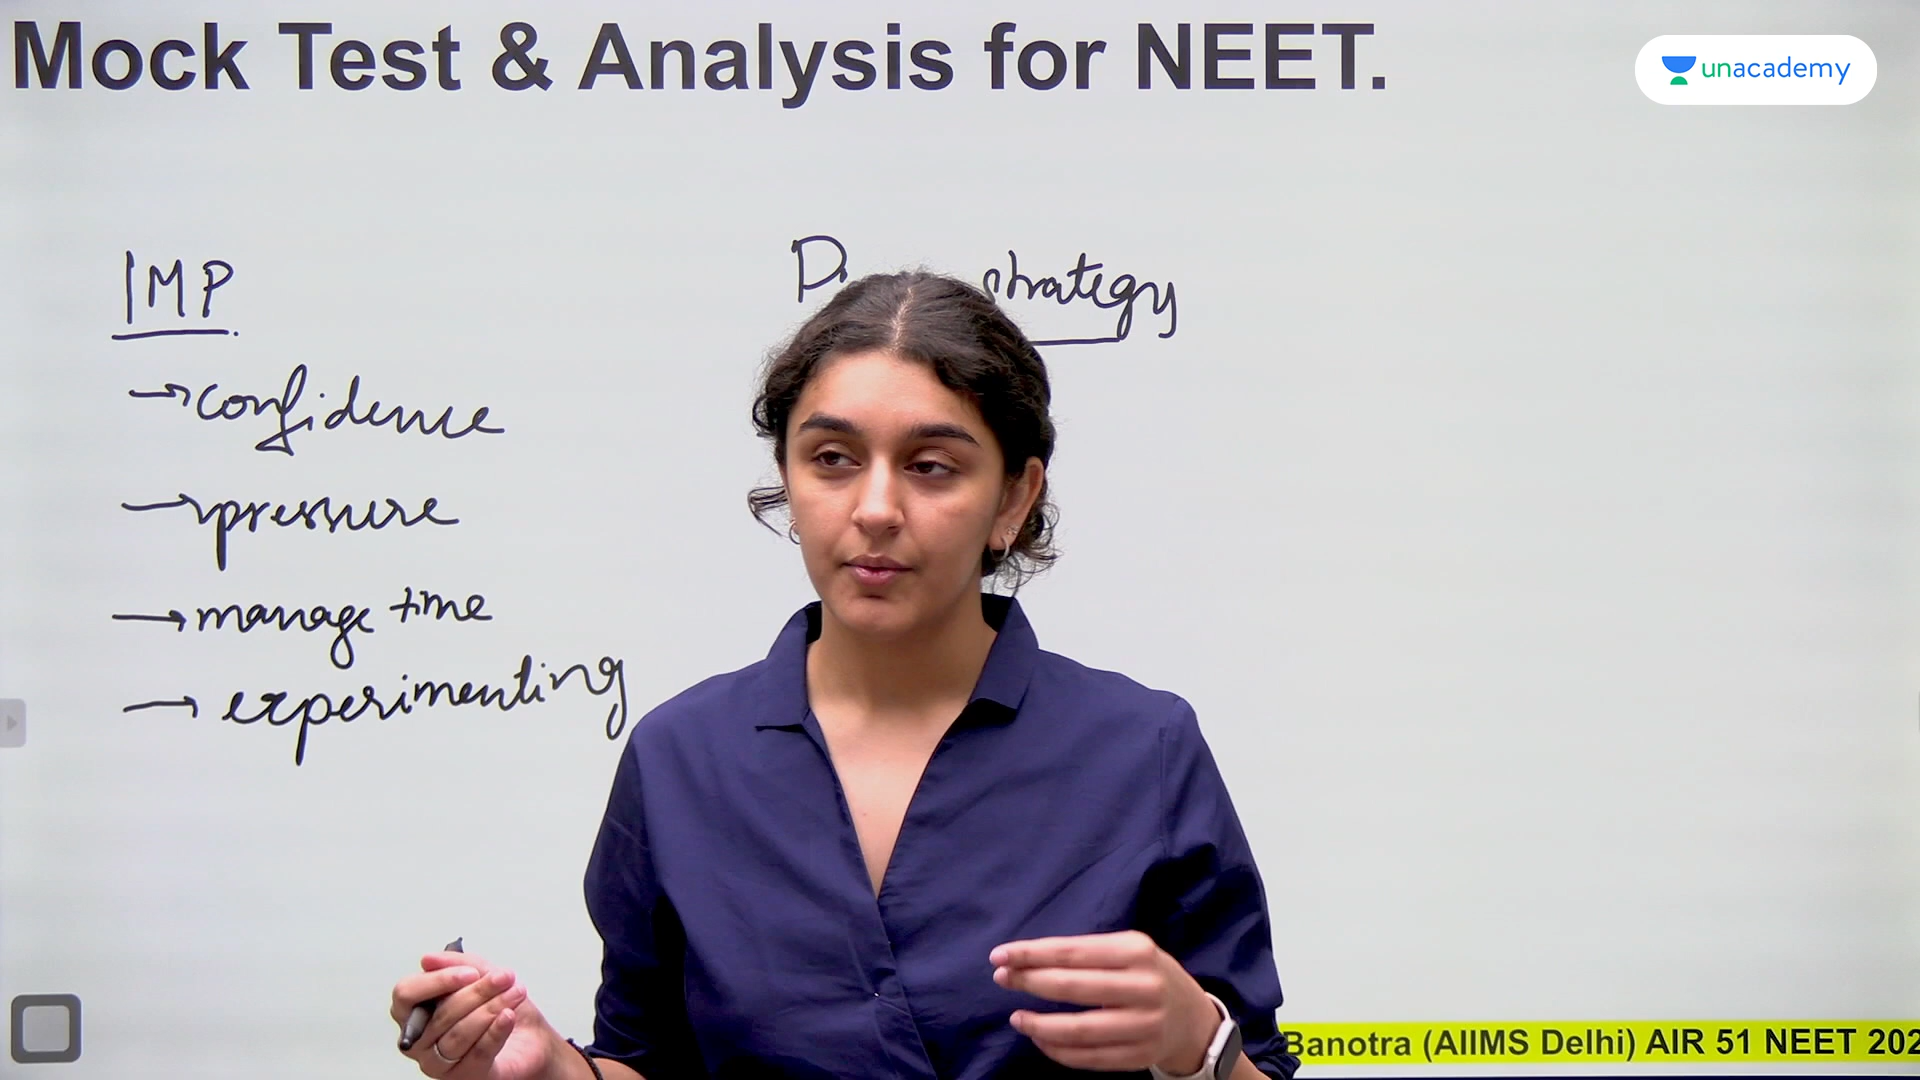 Mock Test & Analysis for NEET.
unacademy
IMP
strategy
→ confidence
→ pressure
→ manage time
→ experimenting
Banotra (AIIMS Delhi) AIR 51 NEET 202